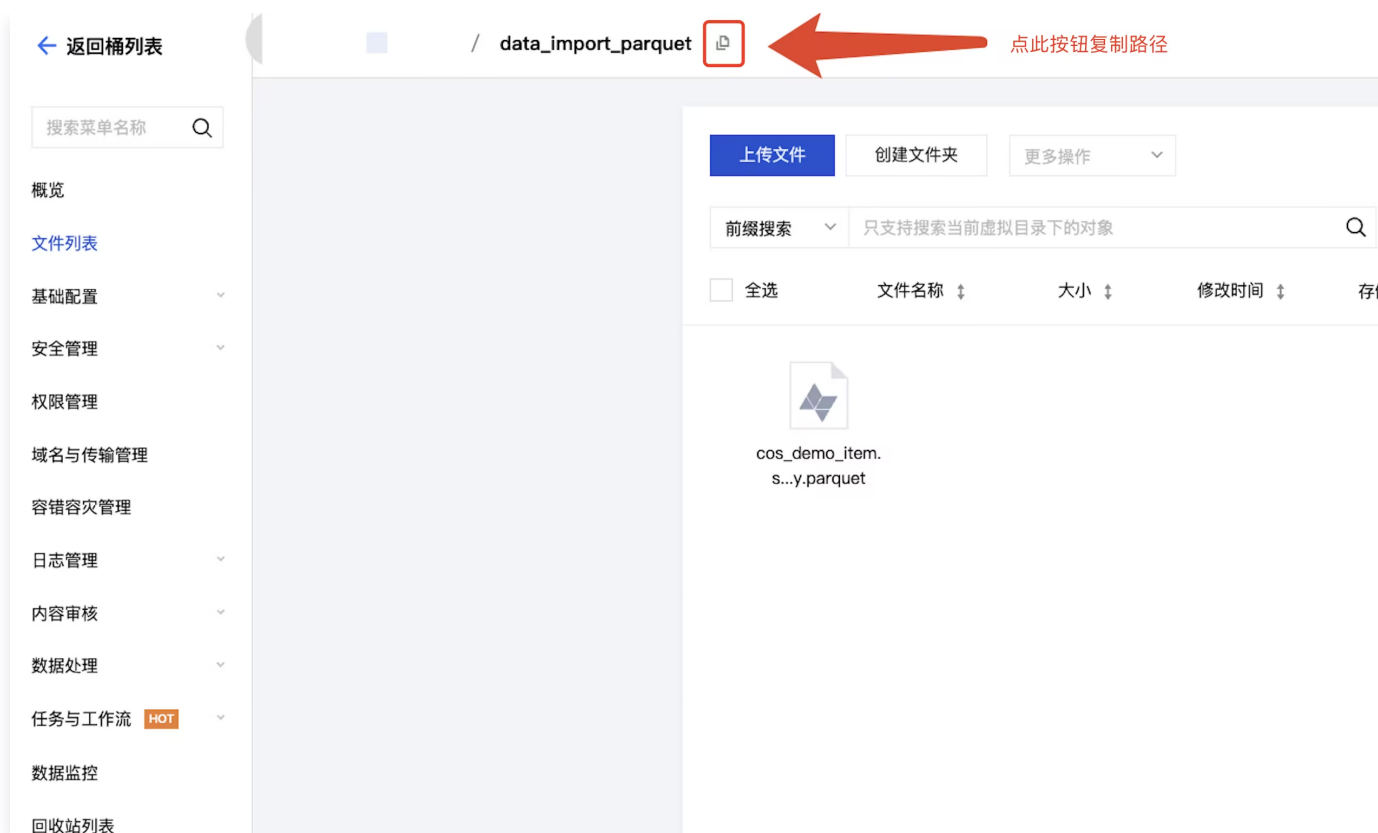 返回桶列表
/ data_import_parquet
点此按钮复制路径
搜索菜单名称
概览
文件列表
基础配置
安全管理
权限管理
域名与传输管理
容错容灾管理
日志管理
内容审核
数据处理
任务与工作流 HOT
数据监控
回收站列表
上传文件 创建文件夹 更多操作
前缀搜索 只支持搜索当前虚拟目录下的对象
全选 文件名称 大小 修改时间
cos_demo_item.
s...y.parquet